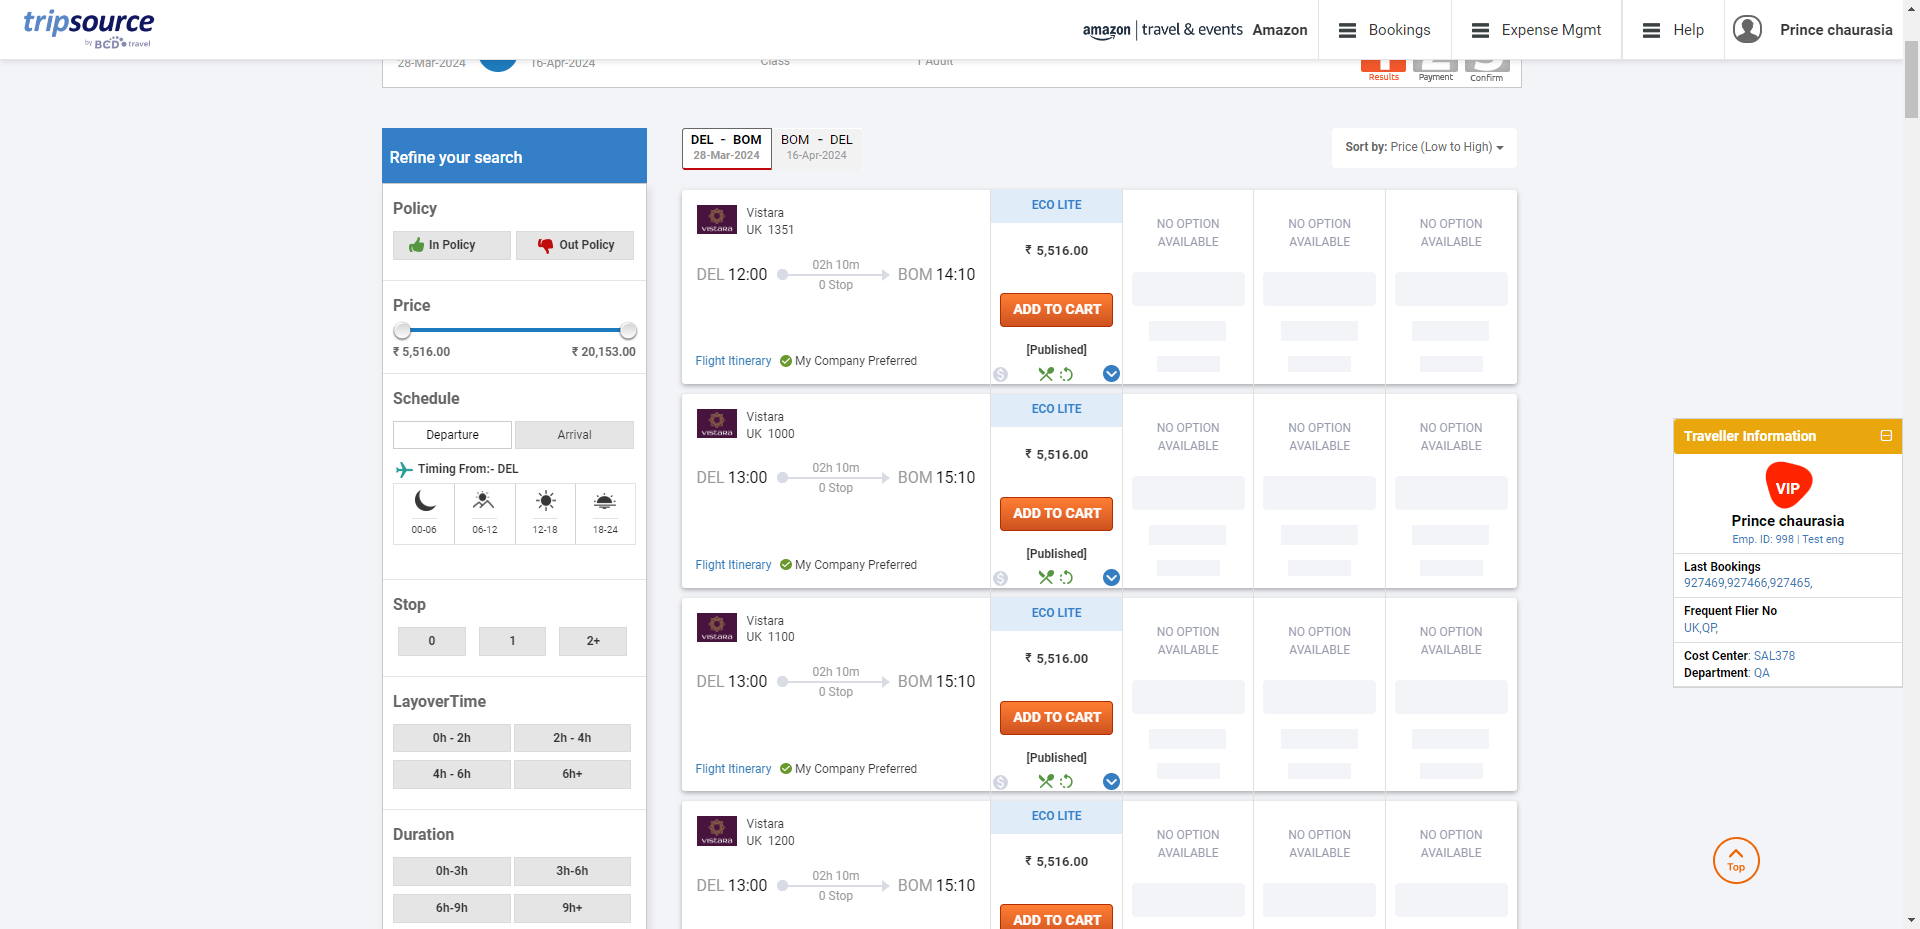 tripsource
by BCD travel
amazon | travel & events Amazon
Bookings
Expense Mgmt
Help
Prince chaurasia
28-Mar-2024
16-Apr-2024
Class
1 Adult
1 2 3
Results
Payment
Confirm
Refine your search
Policy
In Policy
Out Policy
Price
₹ 5,516.00
₹ 20,153.00
Schedule
Departure
Arrival
Timing From:- DEL
00-06
06-12
12-18
18-24
Stop
0
1
2+
LayoverTime
0h - 2h
2h - 4h
4h - 6h
6h+
Duration
0h-3h
3h-6h
6h-9h
9h+
DEL - BOM
28-Mar-2024
BOM - DEL
16-Apr-2024
Sort by: Price (Low to High)
VISTARA
Vistara
UK 1351
DEL 12:00
02h 10m
0 Stop
BOM 14:10
Flight Itinerary
My Company Preferred
ECO LITE
₹ 5,516.00
ADD TO CART
[Published]
NO OPTION
AVAILABLE
NO OPTION
AVAILABLE
NO OPTION
AVAILABLE
VISTARA
Vistara
UK 1000
DEL 13:00
02h 10m
0 Stop
BOM 15:10
Flight Itinerary
My Company Preferred
ECO LITE
₹ 5,516.00
ADD TO CART
[Published]
NO OPTION
AVAILABLE
NO OPTION
AVAILABLE
NO OPTION
AVAILABLE
VISTARA
Vistara
UK 1100
DEL 13:00
02h 10m
0 Stop
BOM 15:10
Flight Itinerary
My Company Preferred
ECO LITE
₹ 5,516.00
ADD TO CART
[Published]
NO OPTION
AVAILABLE
NO OPTION
AVAILABLE
NO OPTION
AVAILABLE
VISTARA
Vistara
UK 1200
DEL 13:00
02h 10m
0 Stop
BOM 15:10
ECO LITE
₹ 5,516.00
ADD TO CART
NO OPTION
AVAILABLE
NO OPTION
AVAILABLE
NO OPTION
AVAILABLE
Traveller Information
VIP
Prince chaurasia
Emp. ID: 998 | Test eng
Last Bookings
927469,927466,927465,
Frequent Flier No
UK,QP,
Cost Center: SAL378
Department: QA
Top